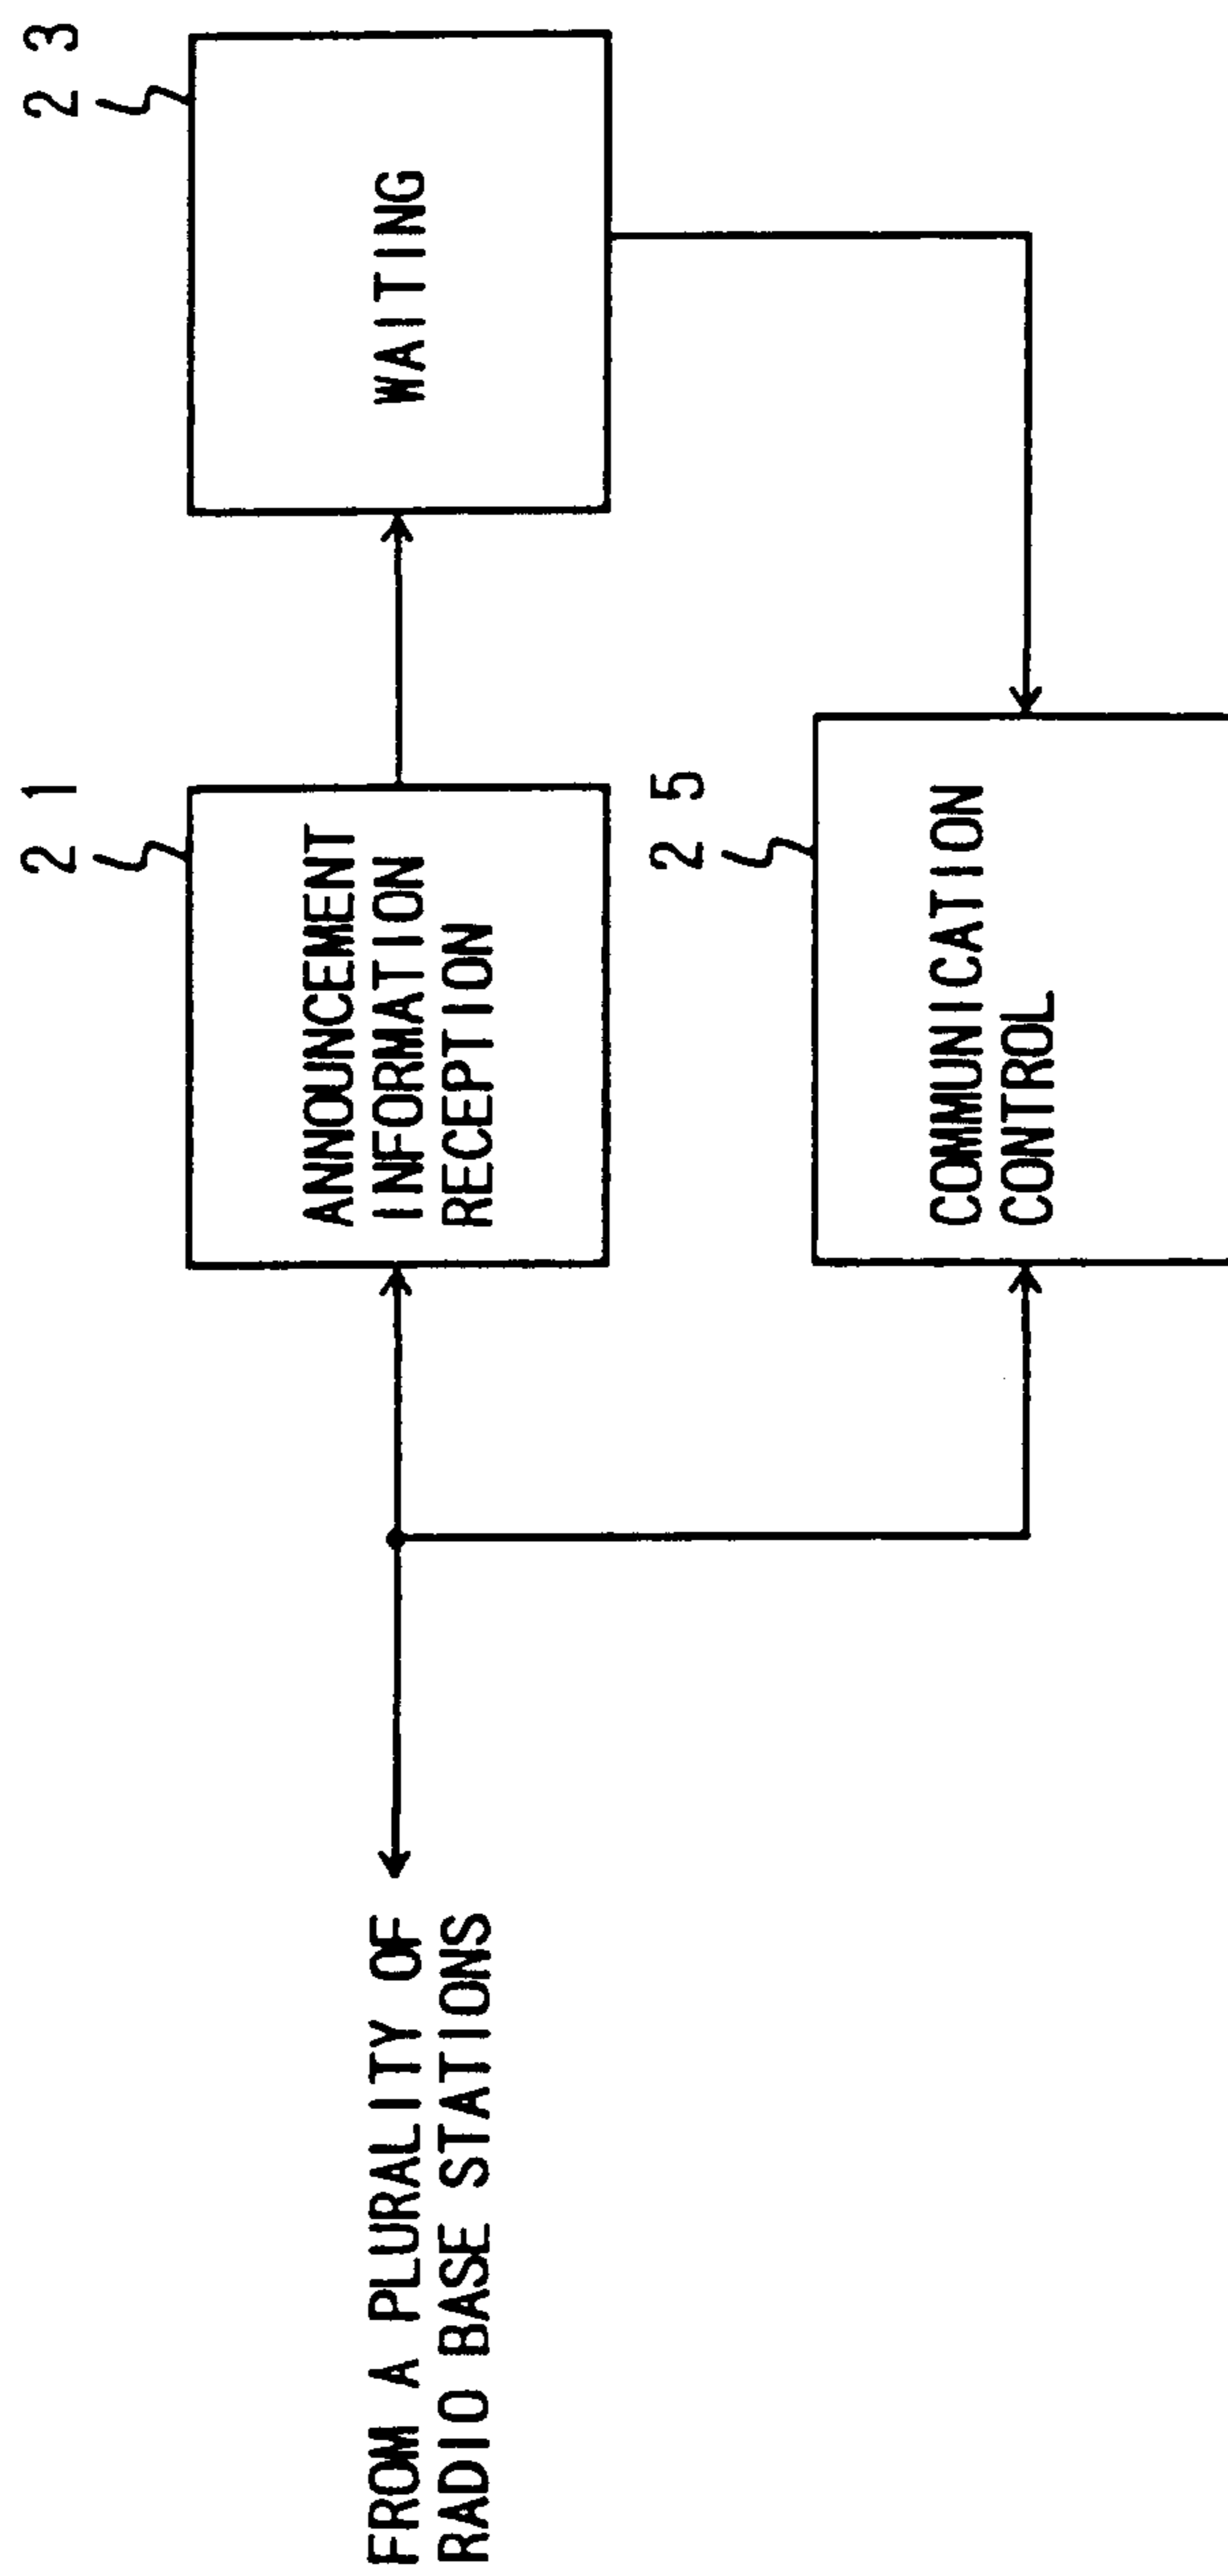 FROM A PLURALITY OF
RADIO BASE STATIONS
21
ANNOUNCEMENT
INFORMATION
RECEPTION
23
WAITING
25
COMMUNICATION
CONTROL